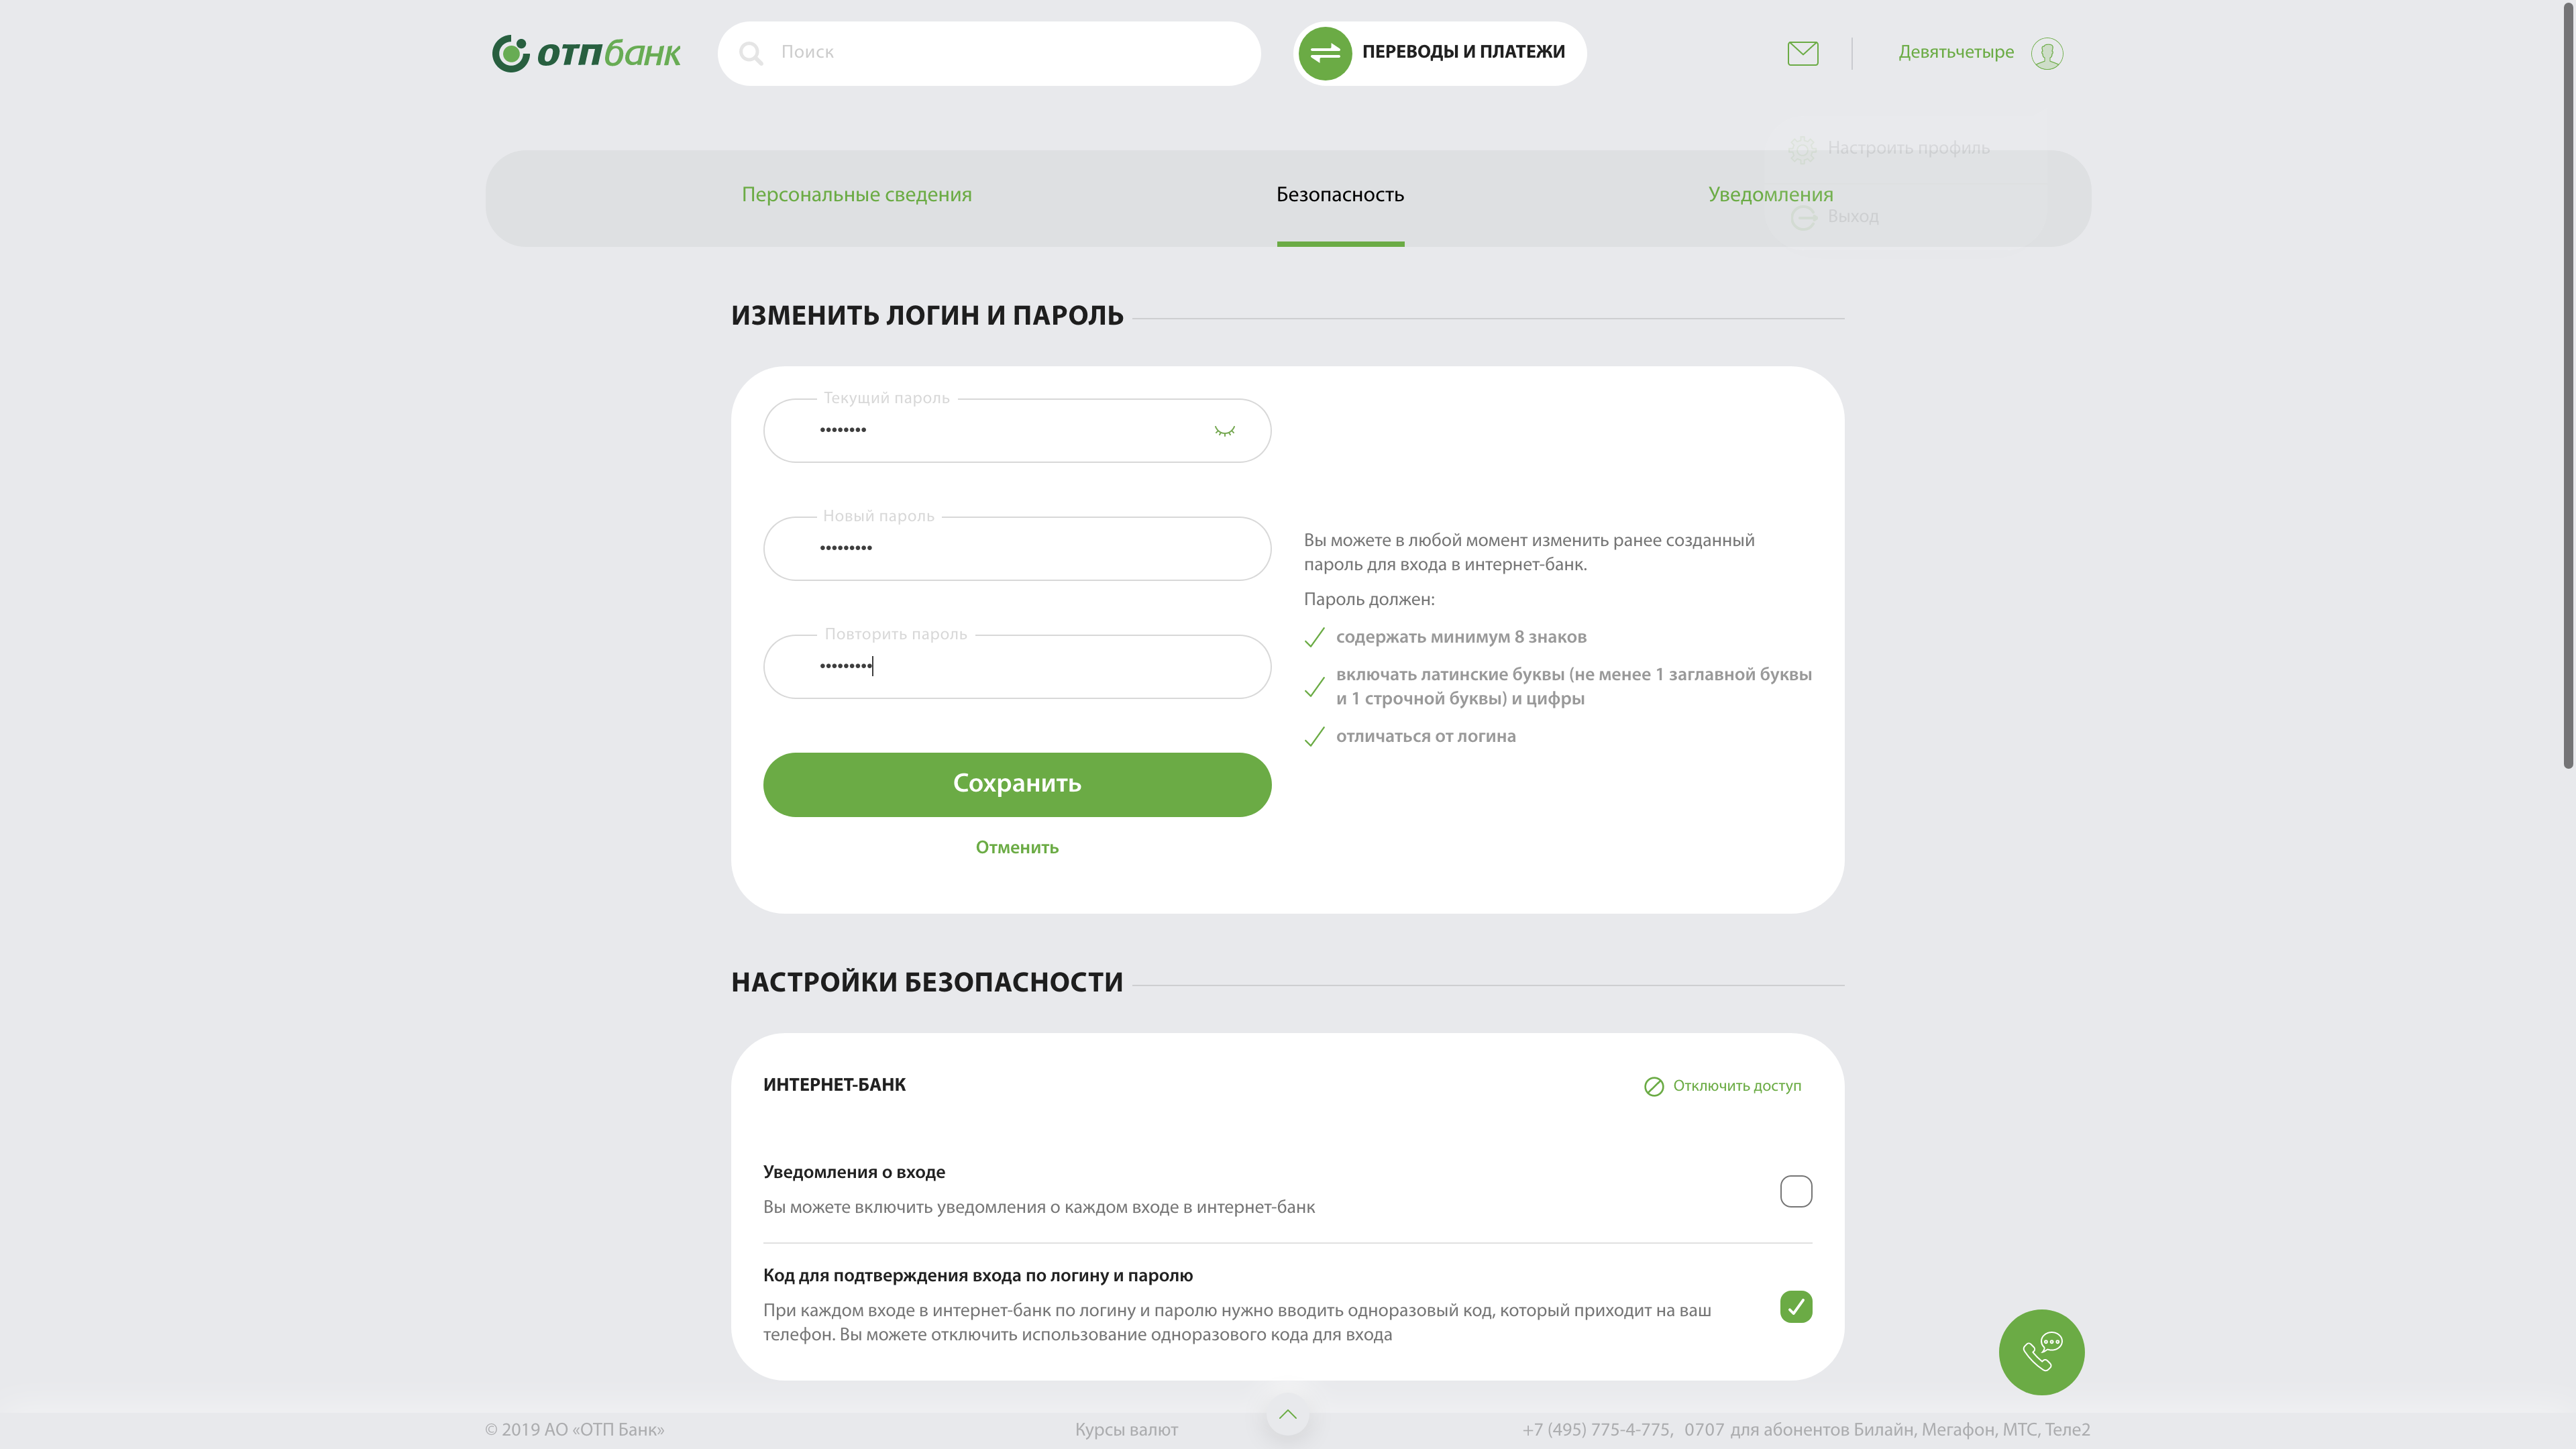 отпбанк
Поиск
ПЕРЕВОДЫ И ПЛАТЕЖИ
Девятьчетыре
Настроить профиль
Персональные сведения
Безопасность
Уведомления
Выход
ИЗМЕНИТЬ ЛОГИН И ПАРОЛЬ
Текущий пароль
••••••••
Новый пароль
•••••••••
Повторить пароль
•••••••••
Сохранить
Отменить
Вы можете в любой момент изменить ранее созданный
пароль для входа в интернет-банк.
Пароль должен:
содержать минимум 8 знаков
включать латинские буквы (не менее 1 заглавной буквы
и 1 строчной буквы) и цифры
отличаться от логина
НАСТРОЙКИ БЕЗОПАСНОСТИ
ИНТЕРНЕТ-БАНК
Отключить доступ
Уведомления о входе
Вы можете включить уведомления о каждом входе в интернет-банк
Код для подтверждения входа по логину и паролю
При каждом входе в интернет-банк по логину и паролю нужно вводить одноразовый код, который приходит на ваш
телефон. Вы можете отключить использование одноразового кода для входа
© 2019 АО «ОТП Банк»
Курсы валют
+7 (495) 775-4-775, 0707 для абонентов Билайн, Мегафон, МТС, Теле2